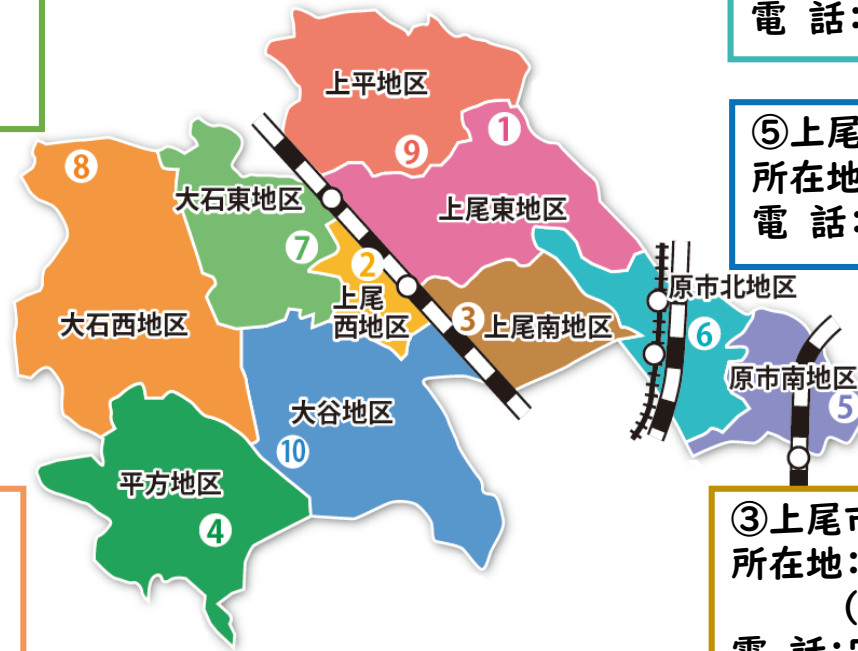 電 話:
⑤上尾
所在地
電 話:
上平地区
①
⑨
⑧
大石東地区
上尾東地区
⑦
②
原市北地区
上尾
西地区
③
上尾南地区
大石西地区
⑥
原市南地区
⑤
大谷地区
⑩
平方地区
④
③上尾市
所在地:
(
電 話: